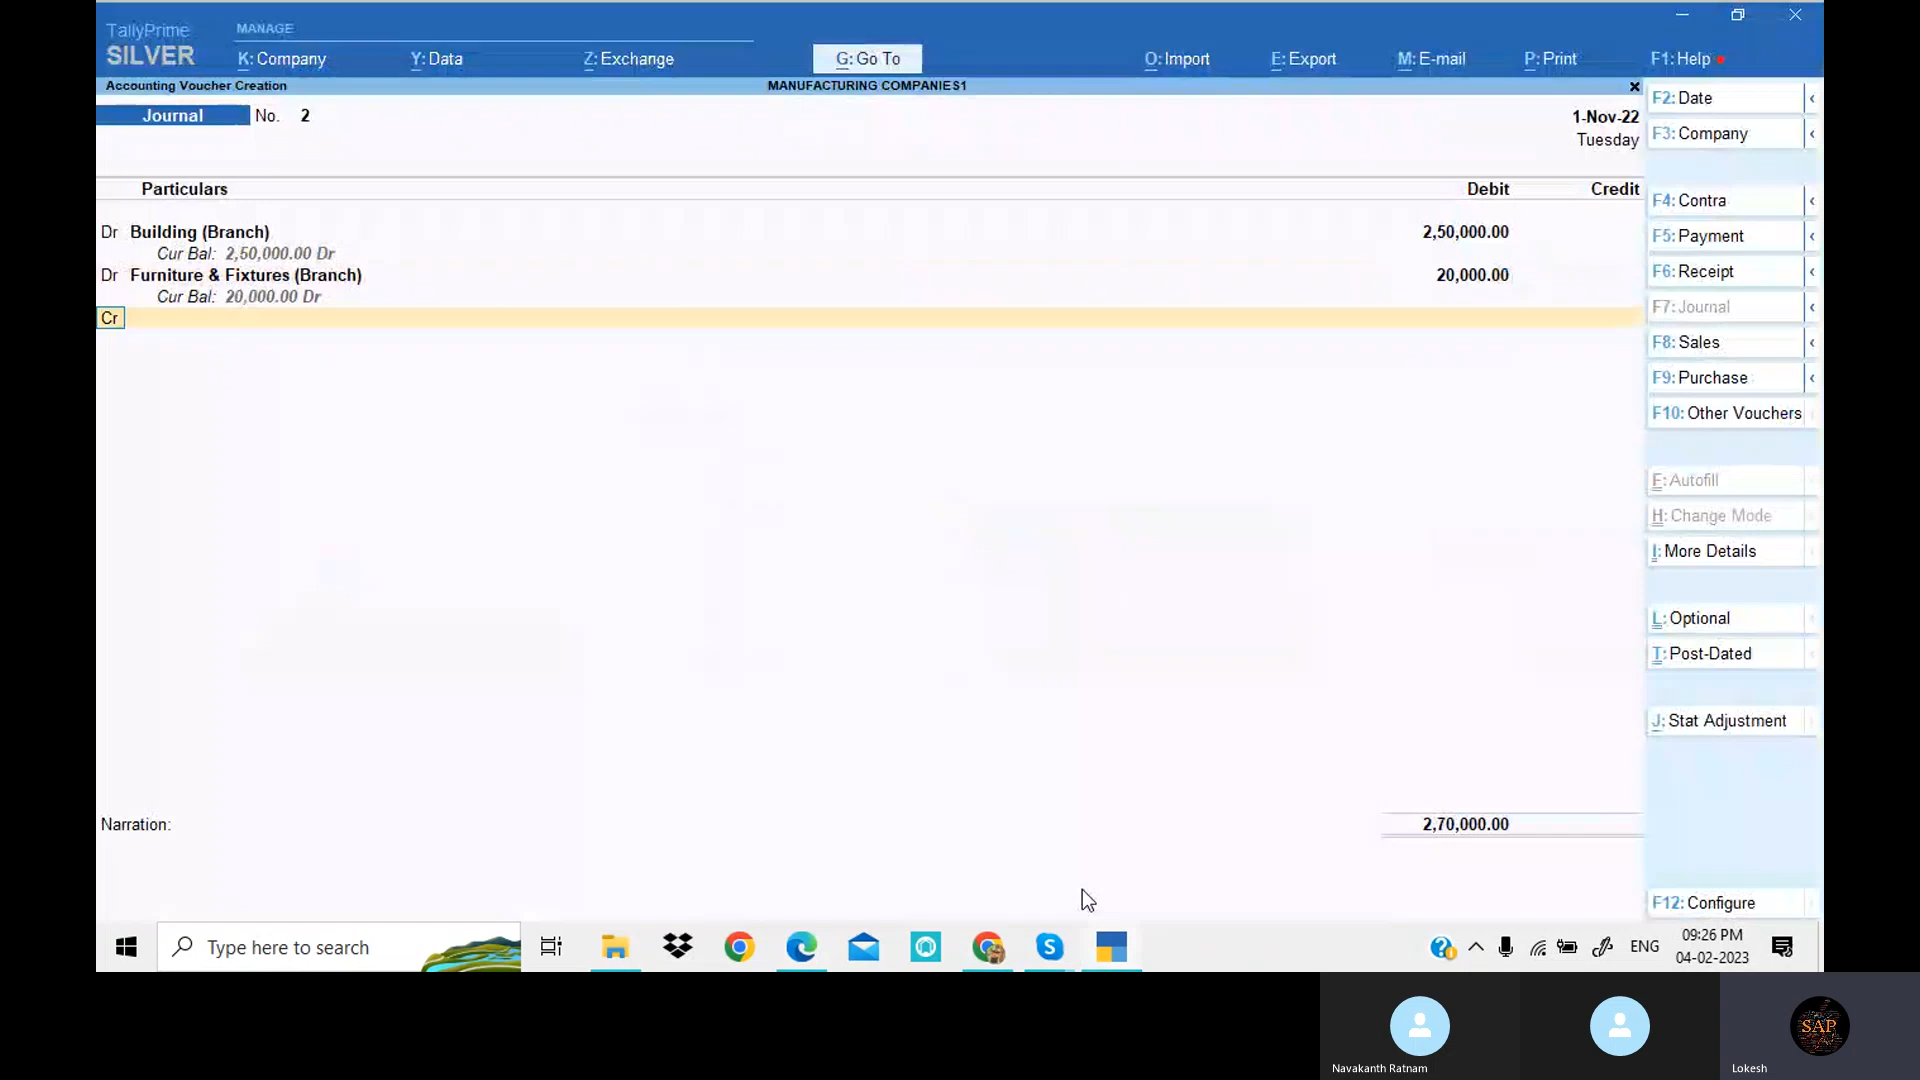 TallyPrime
SILVER
MANAGE
K: Company
Y: Data
Z: Exchange
G: Go To
O: Import
E: Export
M: E-mail
P: Print
F1: Help
Accounting Voucher Creation
MANUFACTURING COMPANIES1
Journal No. 2
1-Nov-22
Tuesday
Particulars Debit Credit
Dr Building (Branch) 2,50,000.00
Cur Bal: 2,50,000.00 Dr
Dr Furniture & Fixtures (Branch) 20,000.00
Cur Bal: 20,000.00 Dr
Cr
Narration: 2,70,000.00
F2: Date
F3: Company
F4: Contra
F5: Payment
F6: Receipt
F7: Journal
F8: Sales
F9: Purchase
F10: Other Vouchers
F: Autofill
H: Change Mode
I: More Details
L: Optional
T: Post-Dated
J: Stat Adjustment
F12: Configure
Type here to search
S
ENG
09:26 PM
04-02-2023
SAP
Navakanth Ratnam
Lokesh